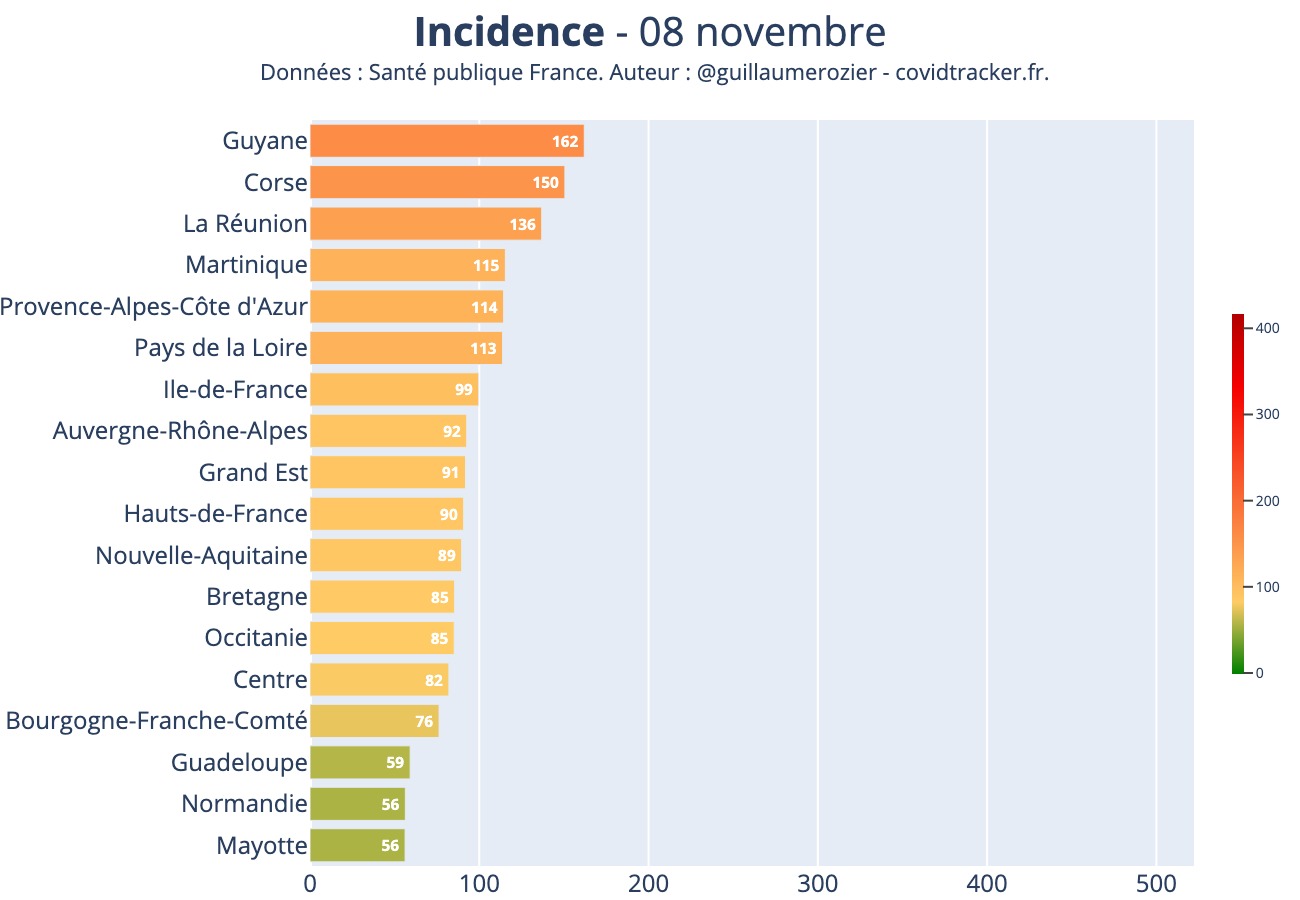 Incidence - 08 novembre
Données : Santé publique France. Auteur : @guillaumerozier - covidtracker.fr.
Guyane 162
Corse 150
La Réunion 136
Martinique 115
Provence-Alpes-Côte d'Azur 114
Pays de la Loire 113
Ile-de-France 99
Auvergne-Rhône-Alpes 92
Grand Est 91
Hauts-de-France 90
Nouvelle-Aquitaine 89
Bretagne 85
Occitanie 85
Centre 82
Bourgogne-Franche-Comté 76
Guadeloupe 59
Normandie 56
Mayotte 56
0 100 200 300 400 500
400
300
200
100
0